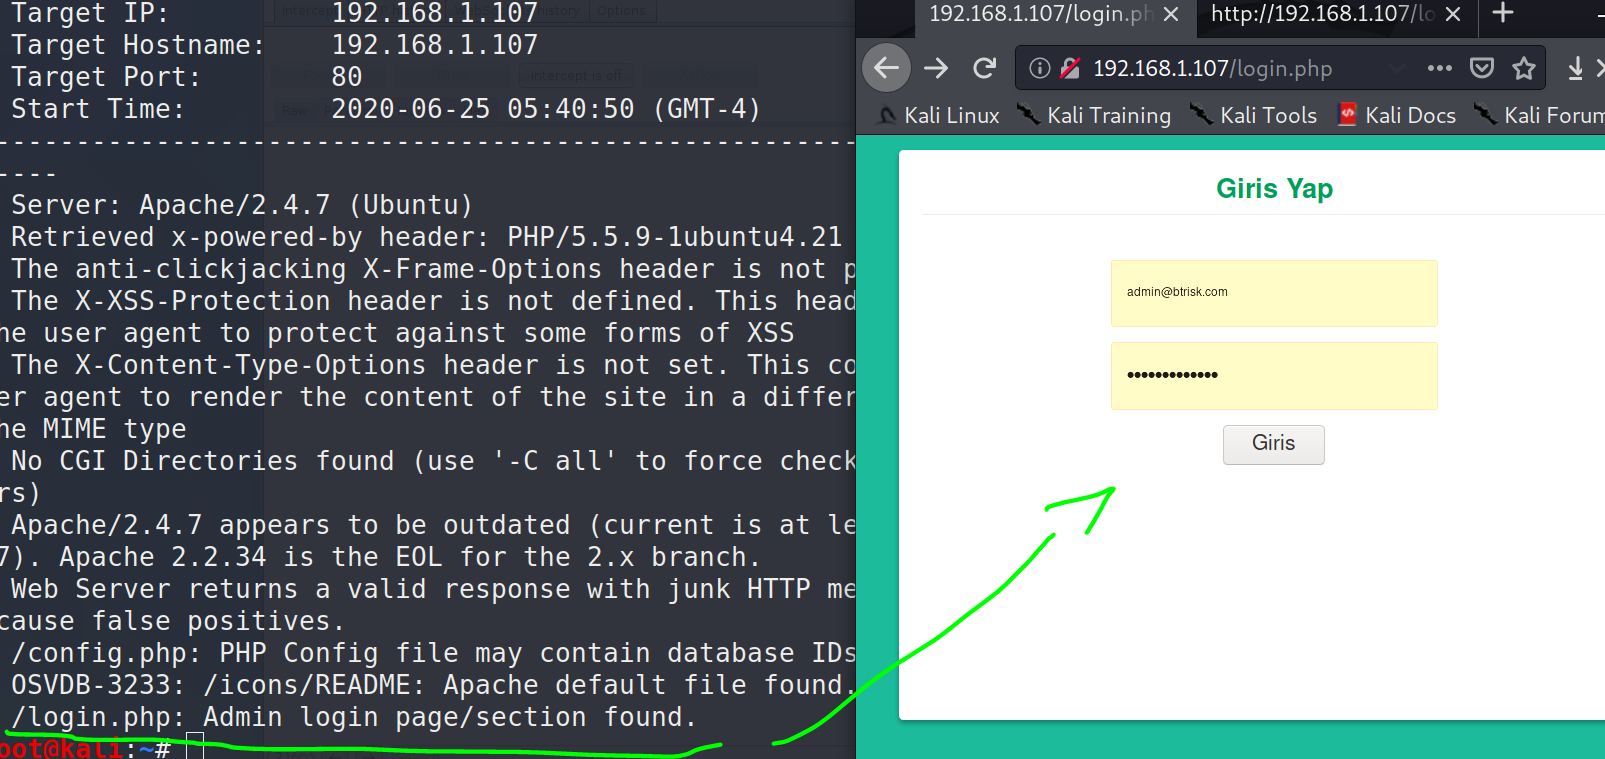 Target IP: 192.168.1.107
Target Hostname: 192.168.1.107
Target Port: 80
Start Time: 2020-06-25 05:40:50 (GMT-4)
-----------------------------------------------------
----
Server: Apache/2.4.7 (Ubuntu)
Retrieved x-powered-by header: PHP/5.5.9-1ubuntu4.21
The anti-clickjacking X-Frame-Options header is not p
The X-XSS-Protection header is not defined. This head
he user agent to protect against some forms of XSS
The X-Content-Type-Options header is not set. This co
er agent to render the content of the site in a differ
he MIME type
No CGI Directories found (use '-C all' to force check
rs)
Apache/2.4.7 appears to be outdated (current is at le
7). Apache 2.2.34 is the EOL for the 2.x branch.
Web Server returns a valid response with junk HTTP me
cause false positives.
/config.php: PHP Config file may contain database IDs
OSVDB-3233: /icons/README: Apache default file found.
/login.php: Admin login page/section found.
oot@kali:~#
192.168.1.107/login.ph
http://192.168.1.107/lo
192.168.1.107/login.php
Kali Linux Kali Training Kali Tools Kali Docs Kali Forum
Giris Yap
admin@btrisk.com
•••••••••••••
Giris
intercept is off
Options
Raw